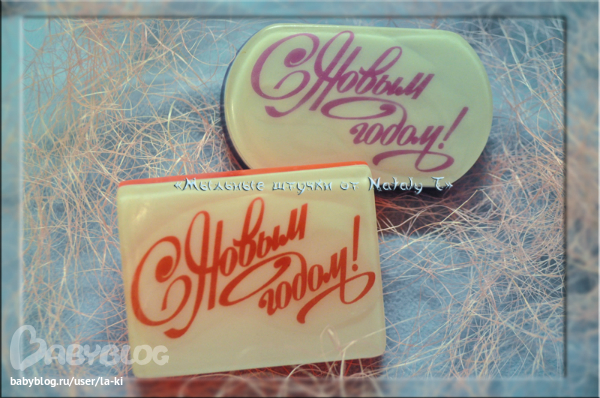 С Новым
годом!
«Мыльные штучки от Nataly T»
С Новым
годом!
BABYBLOG
babyblog.ru/user/la-ki